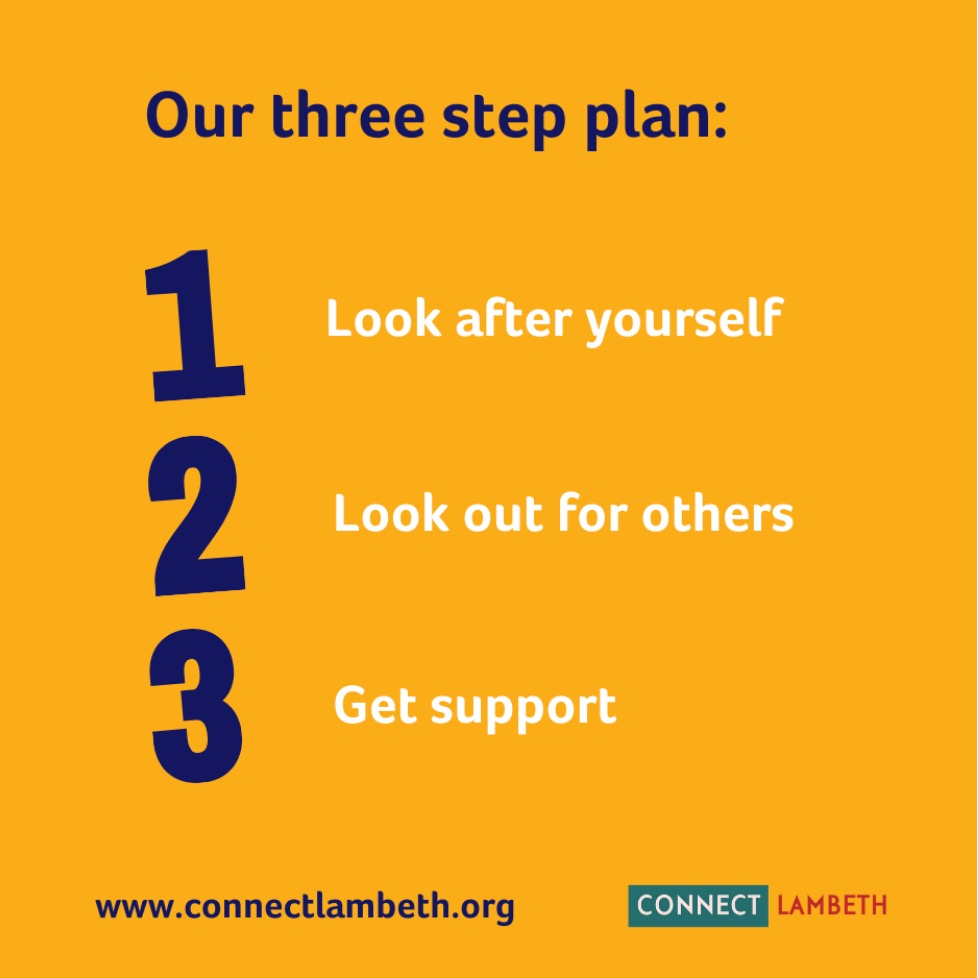 Our three step plan:
1 Look after yourself
2 Look out for others
3 Get support
www.connectlambeth.org
CONNECT LAMBETH